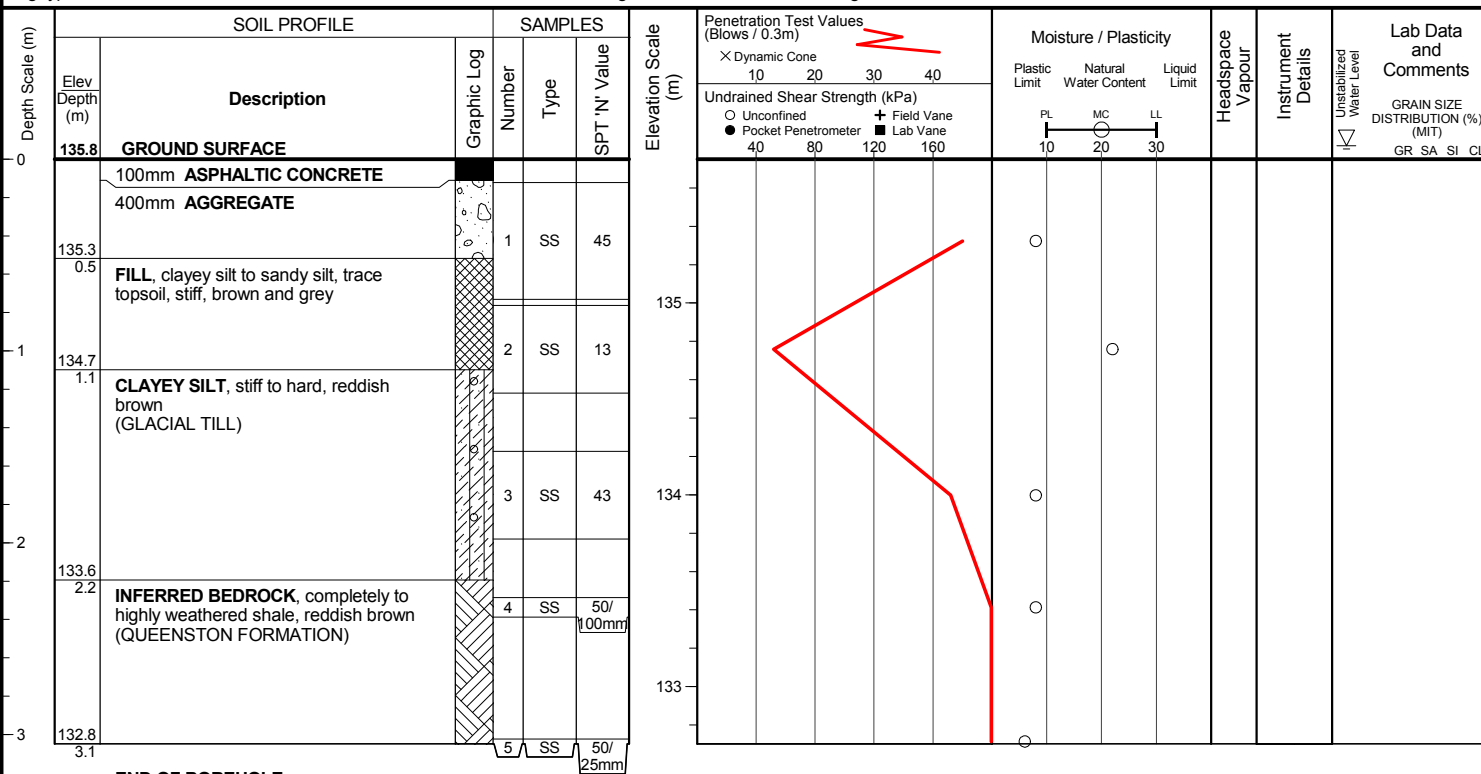 SOIL PROFILE
SAMPLES
Depth Scale (m)
Elev
Depth
(m)
Description
Graphic Log
Number
Type
SPT 'N' Value
Elevation Scale
(m)
Penetration Test Values
(Blows / 0.3m)
× Dynamic Cone
10 20 30 40
Undrained Shear Strength (kPa)
Unconfined
Field Vane
Pocket Penetrometer
Lab Vane
40 80 120 160
Moisture / Plasticity
Plastic
Limit
Natural
Water Content
Liquid
Limit
PL MC LL
10 20 30
Headspace
Vapour
Instrument
Details
Unstabilized
Water Level
Lab Data
and
Comments
GRAIN SIZE
DISTRIBUTION (%)
(MIT)
GR SA SI CL
135.8 GROUND SURFACE
0
100mm ASPHALTIC CONCRETE
400mm AGGREGATE
1 SS 45
135.3
0.5
FILL, clayey silt to sandy silt, trace
topsoil, stiff, brown and grey
135
1
2 SS 13
134.7
1.1
CLAYEY SILT, stiff to hard, reddish
brown
(GLACIAL TILL)
3 SS 43
134
2
133.6
2.2
INFERRED BEDROCK, completely to
highly weathered shale, reddish brown
(QUEENSTON FORMATION)
4 SS 50/
100mm
133
3
132.8
3.1
5 SS 50/
25mm
END OF BOREHOLE